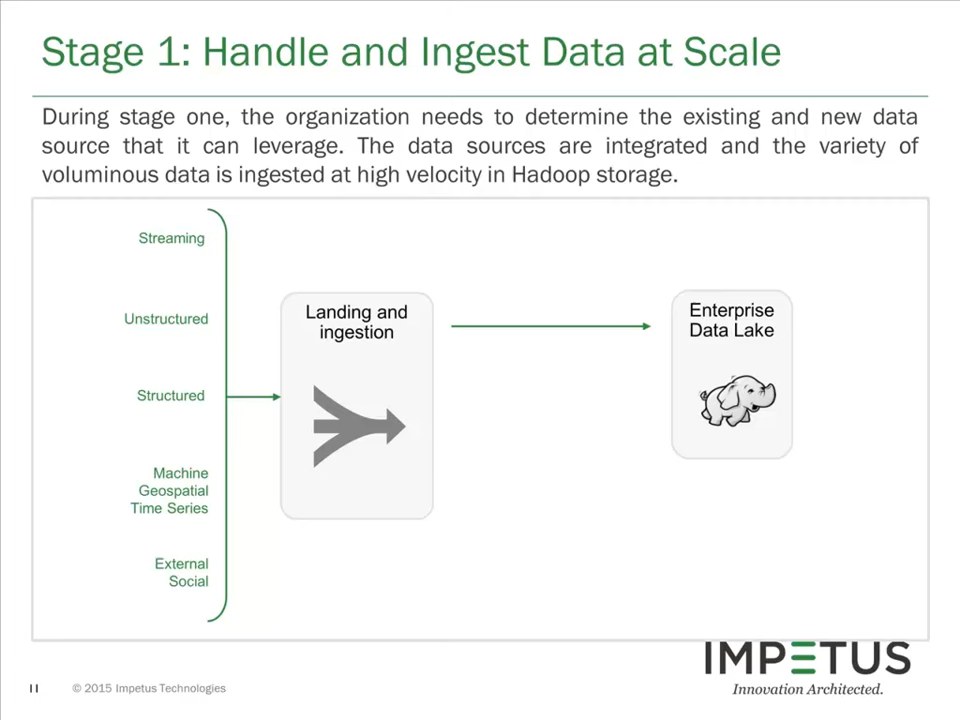 Stage 1: Handle and Ingest Data at Scale
During stage one, the organization needs to determine the existing and new data
source that it can leverage. The data sources are integrated and the variety of
voluminous data is ingested at high velocity in Hadoop storage.
Streaming
Unstructured
Structured
Machine
Geospatial
Time Series
External
Social
Landing and
ingestion
Enterprise
Data Lake
IMPETUS
Innovation Architected.
11
© 2015 Impetus Technologies